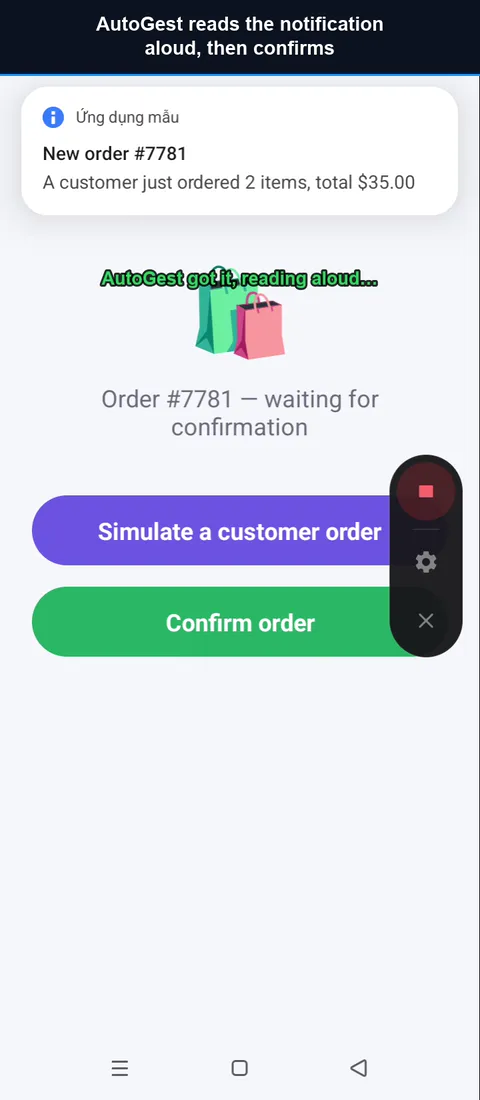 AutoGest reads the notification
aloud, then confirms
Ứng dụng mẫu
New order #7781
A customer just ordered 2 items, total $35.00
AutoGest got it, reading aloud...
Order #7781 — waiting for
confirmation
Simulate a customer order
Confirm order